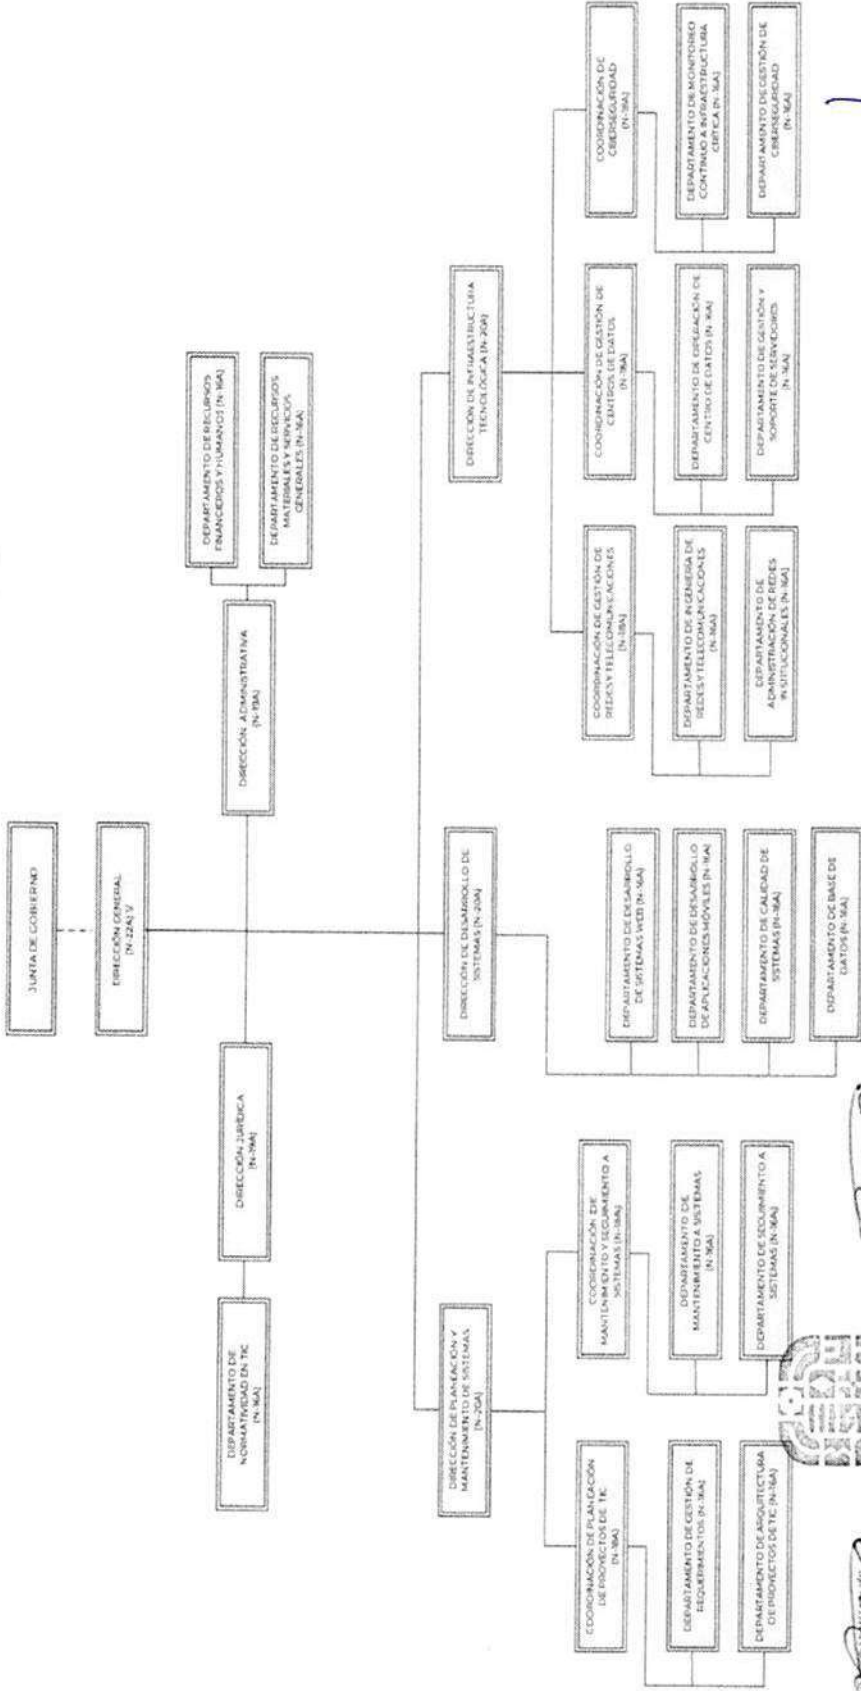 JUNTA DE GOBIERNO
DIRECCIÓN GENERAL
(N-22A) 1/
DEPARTAMENTO DE
NORMATIVIDAD EN TIC
(N-16A)
DIRECCIÓN JURÍDICA
(N-19A)
DIRECCIÓN ADMINISTRATIVA
(N-19A)
DEPARTAMENTO DE RECURSOS
FINANCIEROS Y HUMANOS (N-16A)
DEPARTAMENTO DE RECURSOS
MATERIALES Y SERVICIOS
GENERALES (N-16A)
DIRECCIÓN DE PLANEACIÓN Y
MANTENIMIENTO DE SISTEMAS
(N-20A)
COORDINACIÓN DE PLANEACIÓN
DE PROYECTOS DE TIC
(N-18A)
DEPARTAMENTO DE GESTIÓN DE
REQUERIMIENTOS (N-16A)
DEPARTAMENTO DE ARQUITECTURA
DE PROYECTOS DE TIC (N-16A)
COORDINACIÓN DE
MANTENIMIENTO Y SEGUIMIENTO A
SISTEMAS (N-18A)
DEPARTAMENTO DE
MANTENIMIENTO A SISTEMAS
(N-16A)
DEPARTAMENTO DE SEGUIMIENTO A
SISTEMAS (N-16A)
DIRECCIÓN DE DESARROLLO DE
SISTEMAS (N-20A)
DEPARTAMENTO DE DESARROLLO
DE SISTEMAS WEB (N-16A)
DEPARTAMENTO DE DESARROLLO
DE APLICACIONES MÓVILES (N-16A)
DEPARTAMENTO DE CALIDAD DE
SISTEMAS (N-16A)
DEPARTAMENTO DE BASE DE
DATOS (N-16A)
DIRECCIÓN DE INFRAESTRUCTURA
TECNOLÓGICA (N-20A)
COORDINACIÓN DE GESTIÓN DE
REDES Y TELECOMUNICACIONES
(N-18A)
DEPARTAMENTO DE INGENIERÍA DE
REDES Y TELECOMUNICACIONES
(N-16A)
DEPARTAMENTO DE
ADMINISTRACIÓN DE REDES
INSTITUCIONALES (N-16A)
COORDINACIÓN DE GESTIÓN DE
CENTROS DE DATOS
(N-18A)
DEPARTAMENTO DE OPERACIÓN DE
CENTRO DE DATOS (N-16A)
DEPARTAMENTO DE GESTIÓN Y
SOPORTE DE SERVIDORES
(N-16A)
COORDINACIÓN DE
CIBERSEGURIDAD
(N-18A)
DEPARTAMENTO DE MONITOREO
CONTINUO A INFRAESTRUCTURA
CRÍTICA (N-16A)
DEPARTAMENTO DE GESTIÓN DE
CIBERSEGURIDAD
(N-16A)